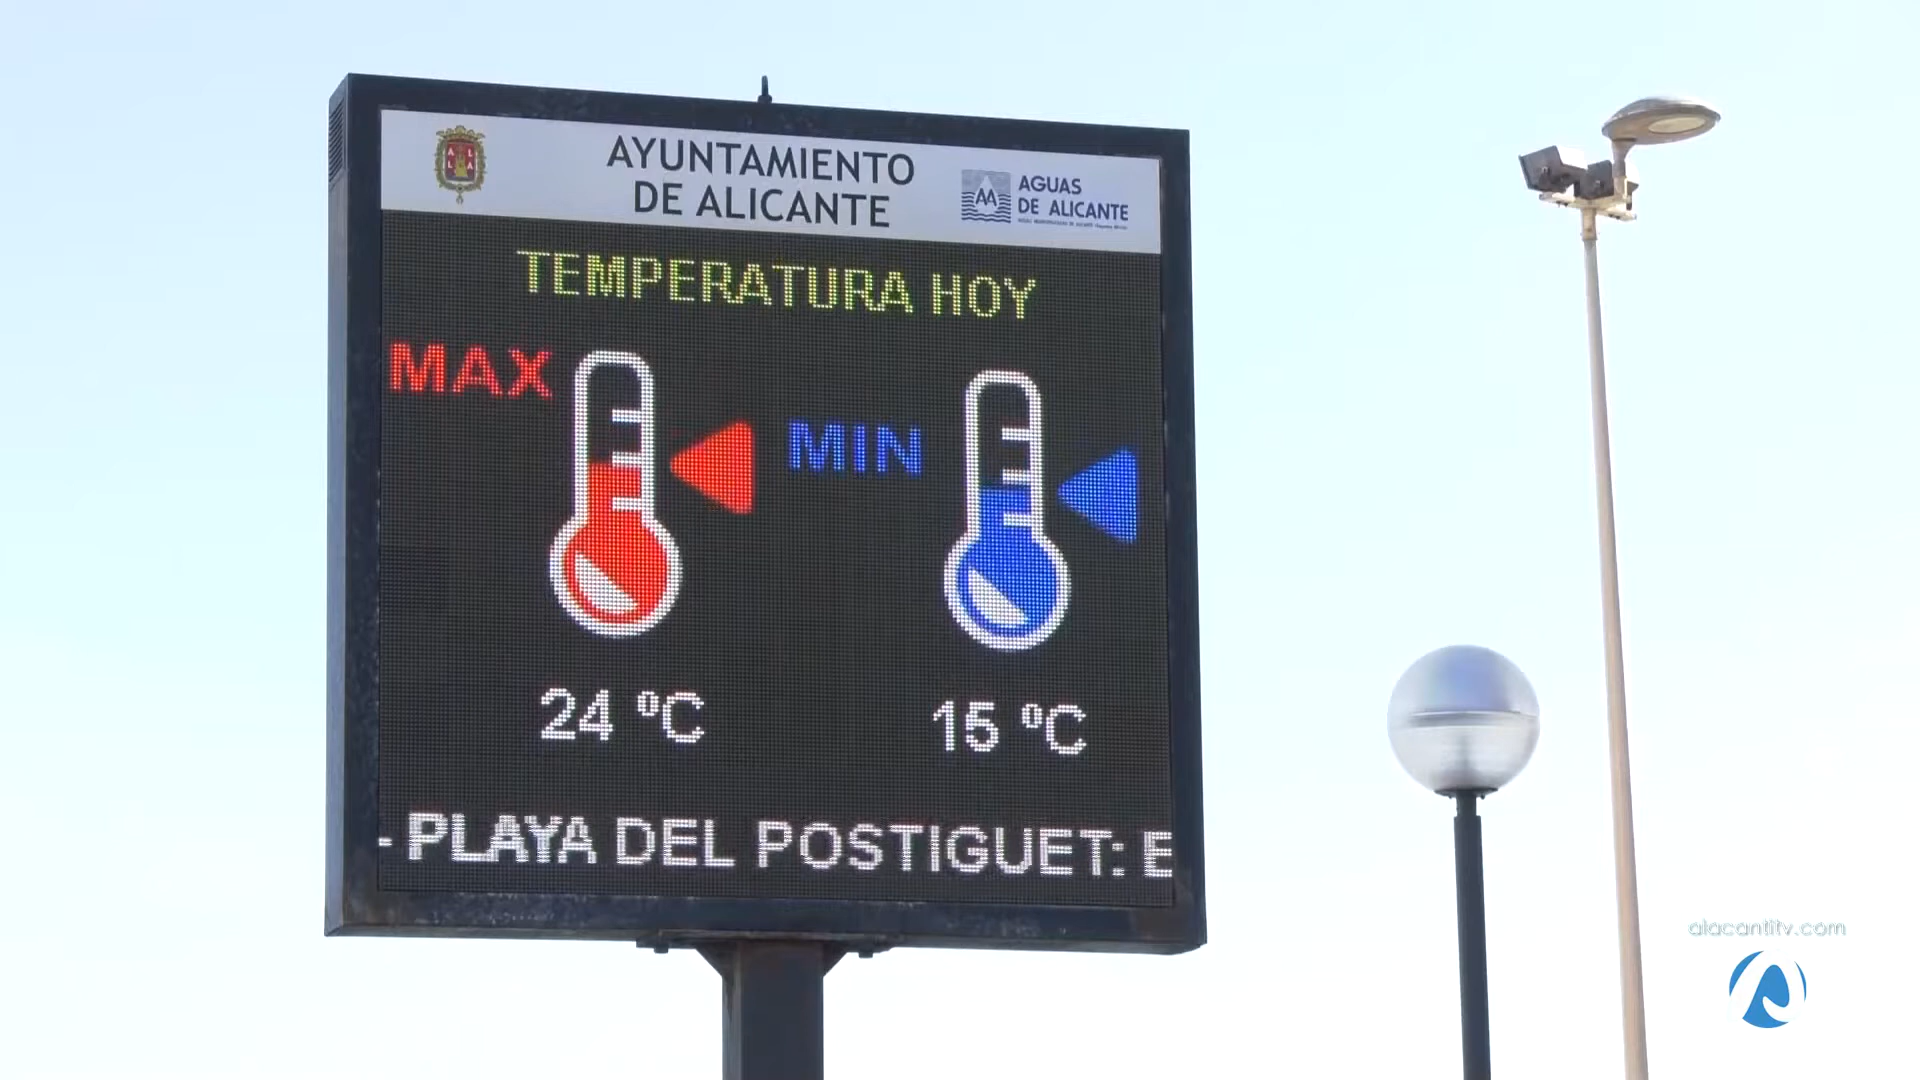 AYUNTAMIENTO
DE ALICANTE
AGUAS
DE ALICANTE
TEMPERATURA HOY
MAX
MIN
24 ºC
15 ºC
- PLAYA DEL POSTIGUET: E
alacantitv.com